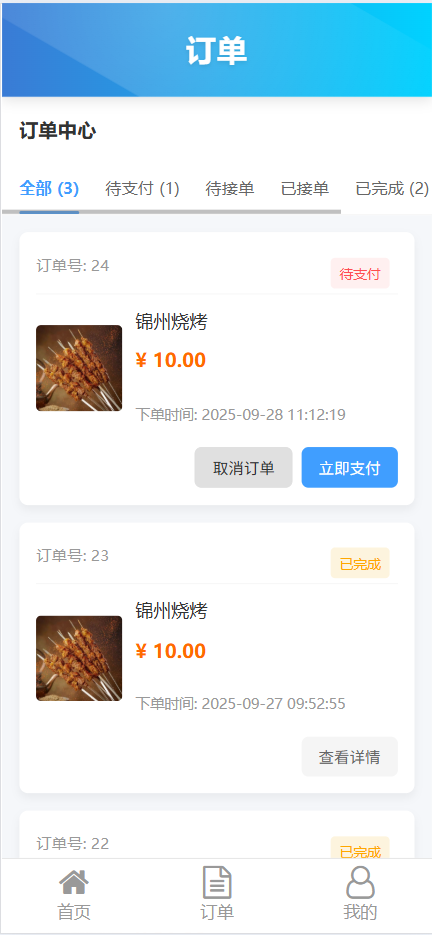 订单
订单中心
全部 (3) 待支付 (1) 待接单 已接单 已完成 (2)
订单号: 24 待支付
锦州烧烤
¥ 10.00
下单时间: 2025-09-28 11:12:19
取消订单 立即支付
订单号: 23 已完成
锦州烧烤
¥ 10.00
下单时间: 2025-09-27 09:52:55
查看详情
订单号: 22 已完成
首页 订单 我的